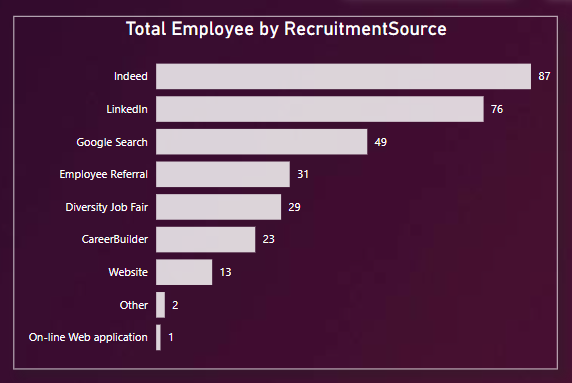 Total Employee by RecruitmentSource
Indeed 87
LinkedIn 76
Google Search 49
Employee Referral 31
Diversity Job Fair 29
CareerBuilder 23
Website 13
Other 2
On-line Web application 1